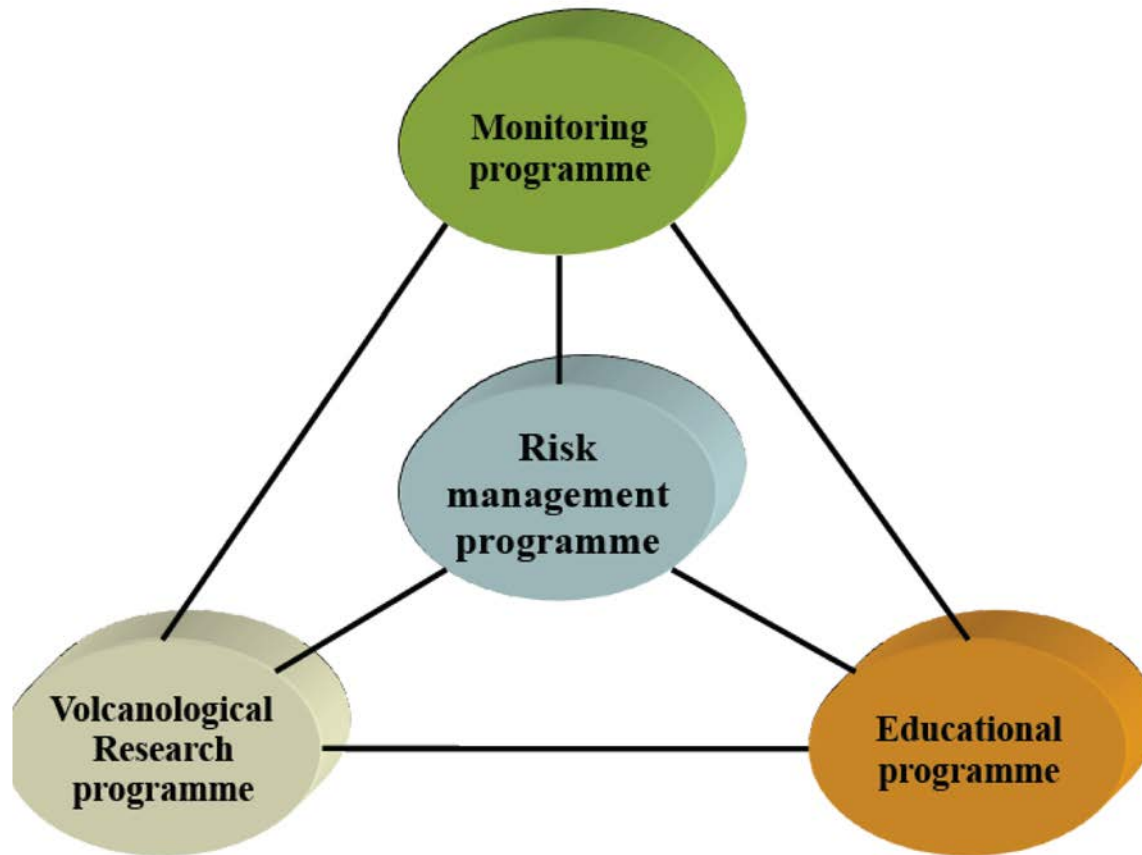 Monitoring
programme
Risk
management
programme
Volcanological
Research
programme
Educational
programme